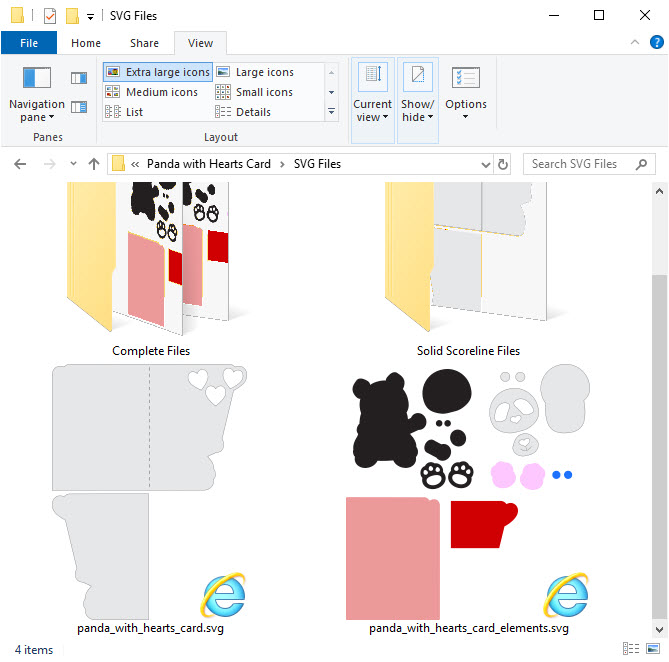 SVG Files
File Home Share View
Extra large icons Large icons
Medium icons Small icons
List Details
Navigation pane
Current view
Show/ hide
Options
Panes Layout
« Panda with Hearts Card > SVG Files
Search SVG Files
Complete Files Solid Scoreline Files
panda_with_hearts_card.svg panda_with_hearts_card_elements.svg
4 items